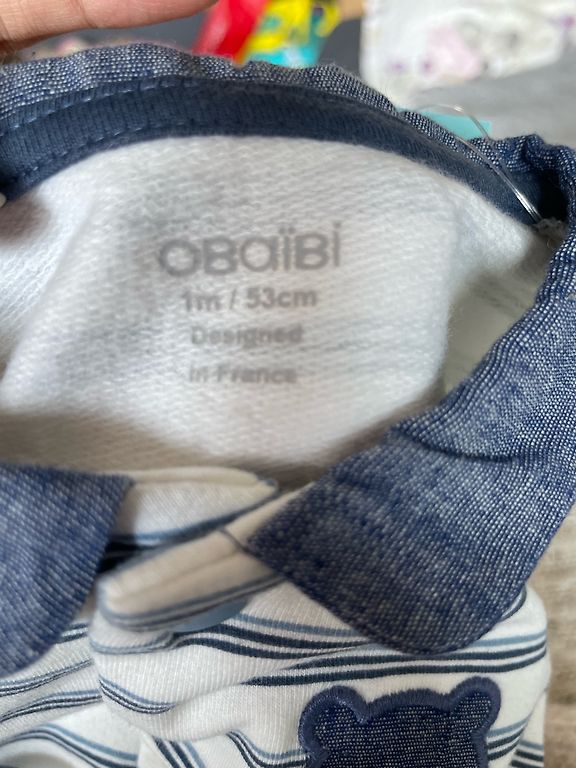 OBaïBi
1m / 53cm
Designed
in France